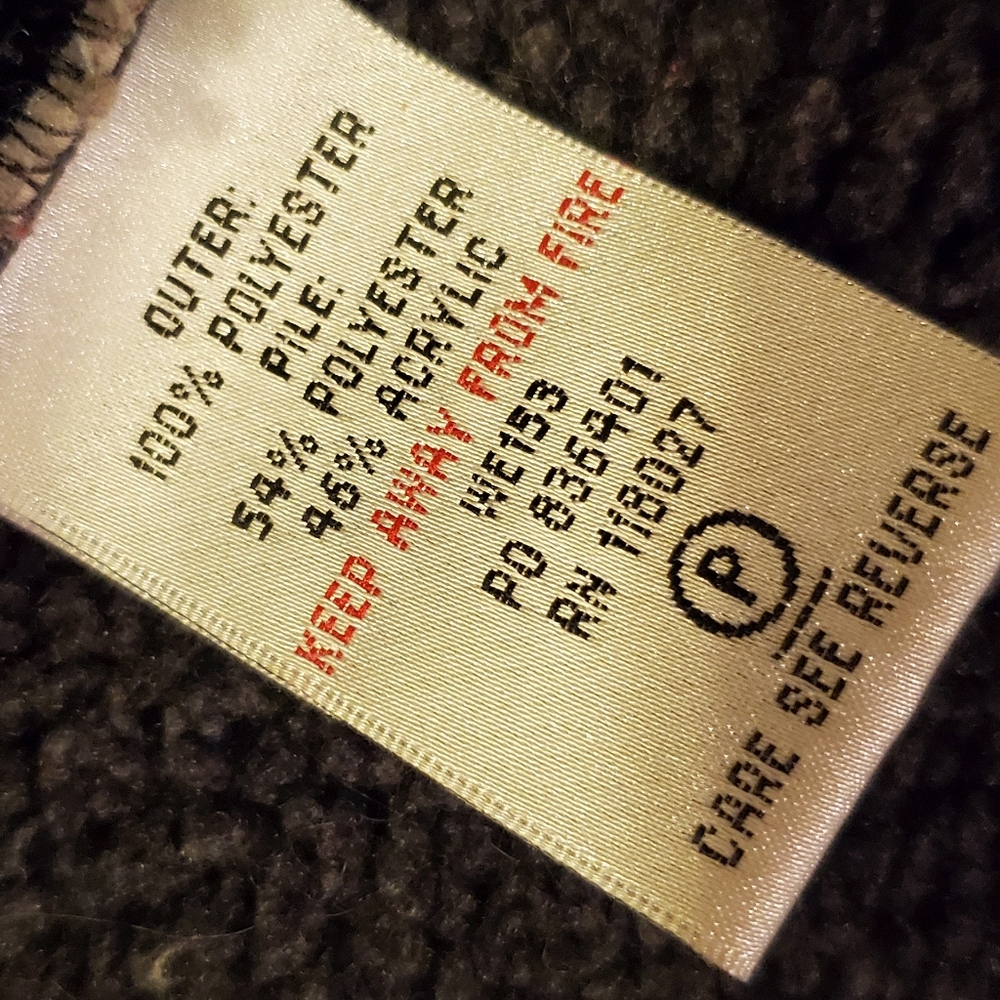 OUTER:
100% POLYESTER
PILE:
54% POLYESTER
46% ACRYLIC
KEEP AWAY FROM FIRE
WE153
PO 836401
RN 118027
P
CARE SEE REVERSE